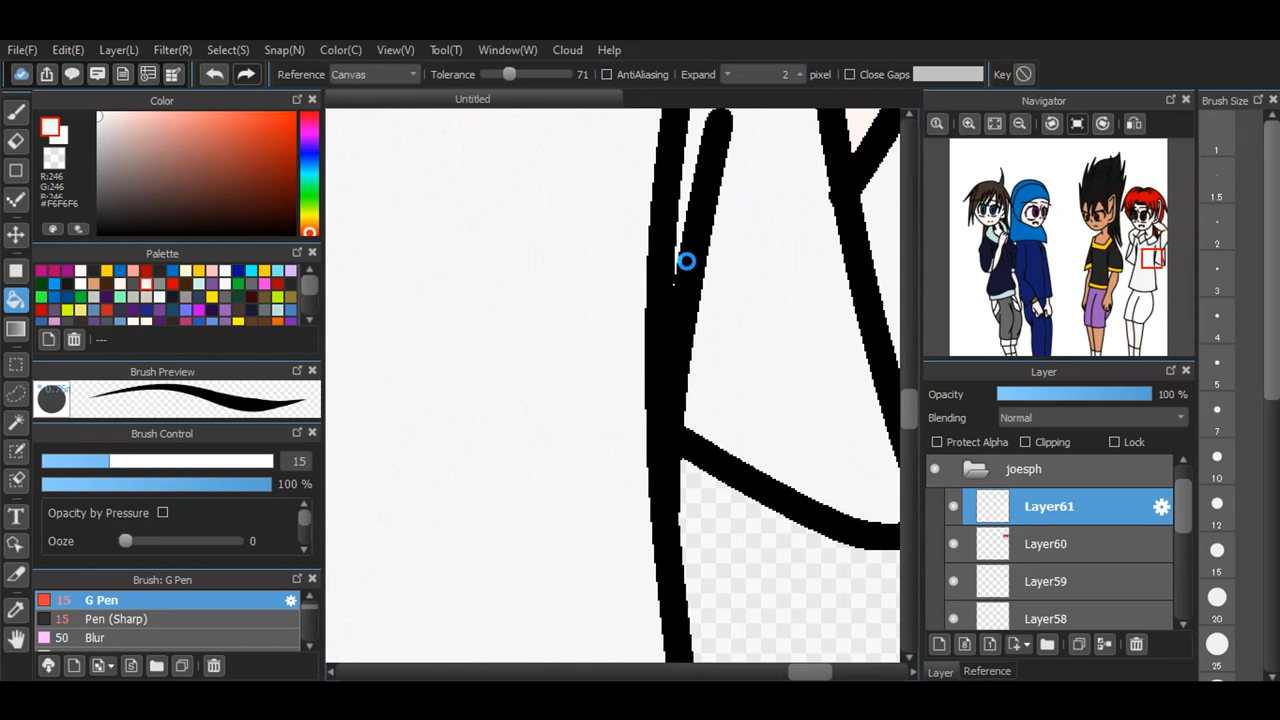 File(F) Edit(E) Layer(L) Filter(R) Select(S) Snap(N) Color(C) View(V) Tool(T) Window(W) Cloud Help
Reference Canvas Tolerance 71 AntiAliasing Expand 2 pixel Close Gaps Key
Color
Untitled
Navigator
Brush Size
R:246
G:246
B:246
#F6F6F6
Palette
---
Brush Preview
Brush Control
15
100 %
Opacity by Pressure
Ooze 0
Brush: G Pen
15 G Pen
15 Pen (Sharp)
50 Blur
Layer
Opacity 100 %
Blending Normal
Protect Alpha Clipping Lock
joesph
Layer61
Layer60
Layer59
Layer58
Layer Reference
1
1.5
2
3
4
5
7
10
12
15
20
25